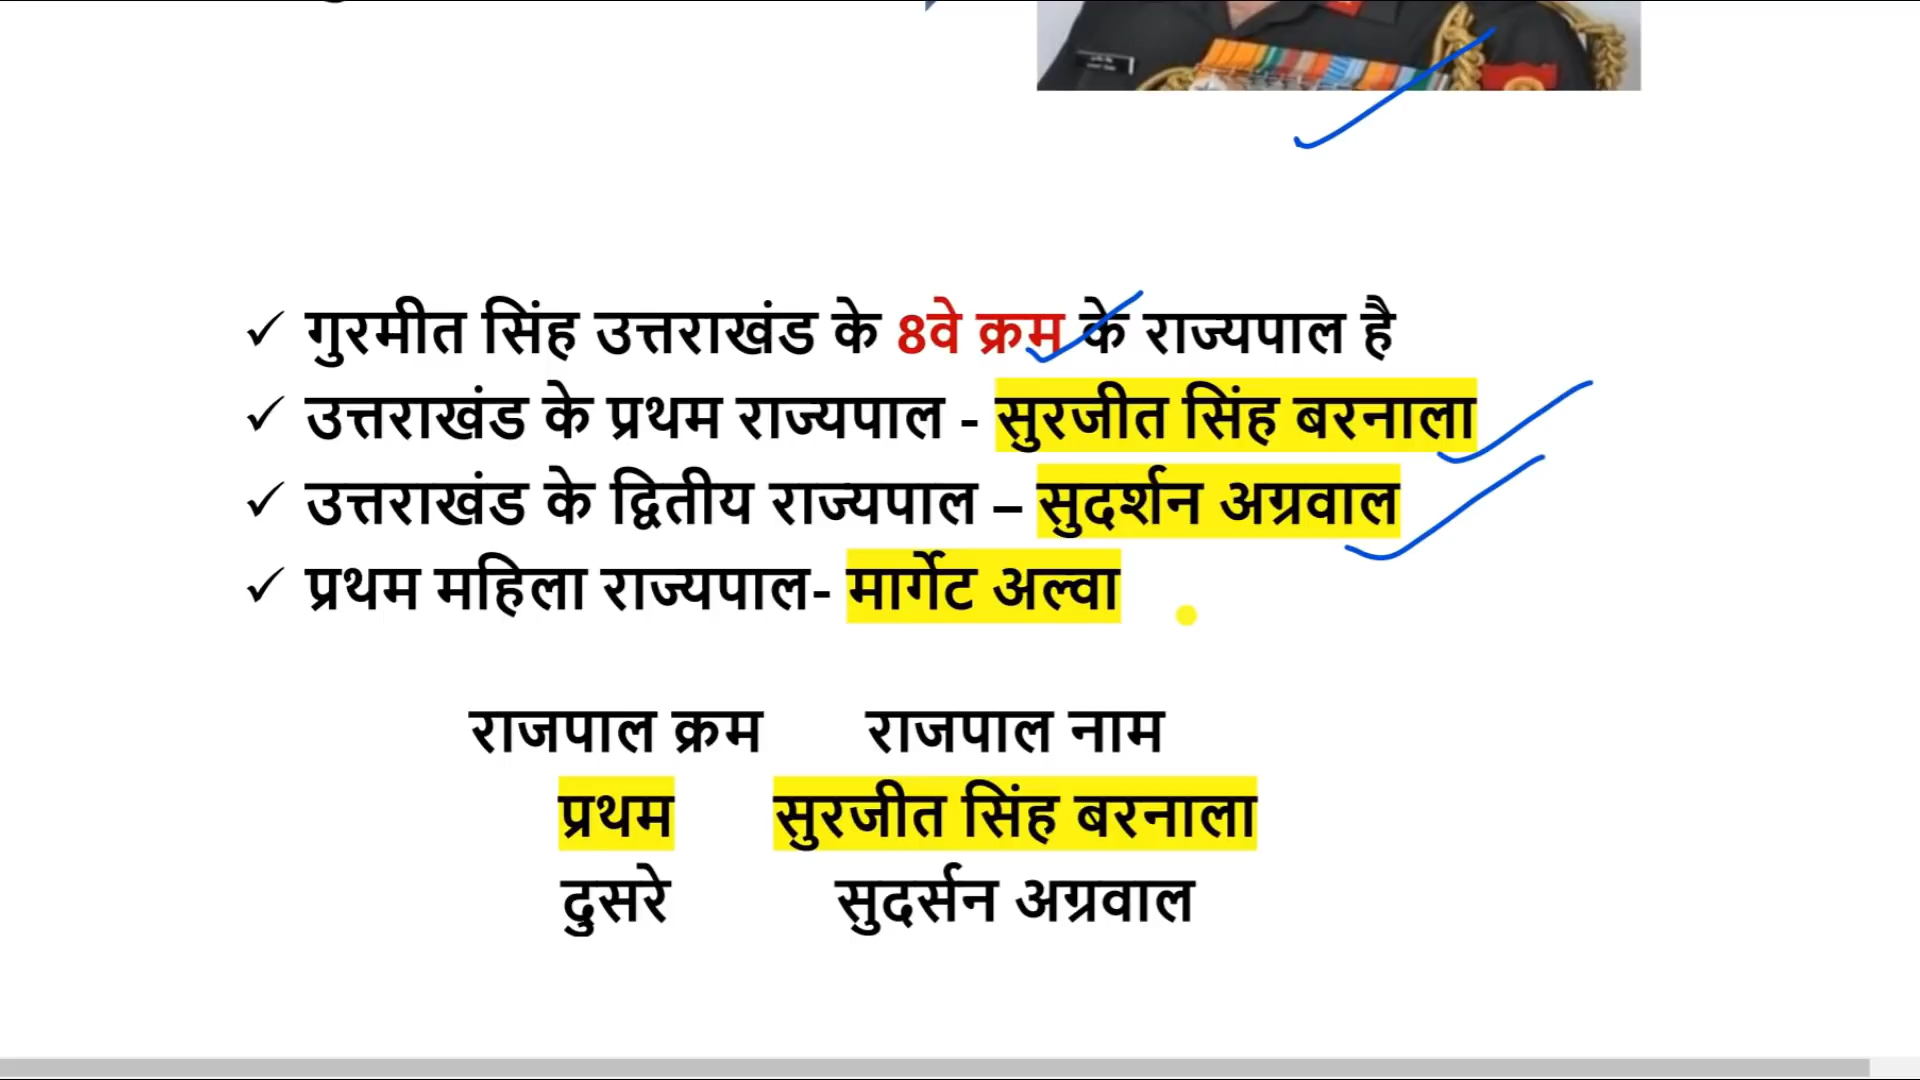 ✓ गुरमीत सिंह उत्तराखंड के 8वे क्रम के राज्यपाल है
✓ उत्तराखंड के प्रथम राज्यपाल - सुरजीत सिंह बरनाला
✓ उत्तराखंड के द्वितीय राज्यपाल – सुदर्शन अग्रवाल
✓ प्रथम महिला राज्यपाल- मार्गेट अल्वा
राजपाल क्रम राजपाल नाम
प्रथम सुरजीत सिंह बरनाला
दुसरे सुदर्सन अग्रवाल